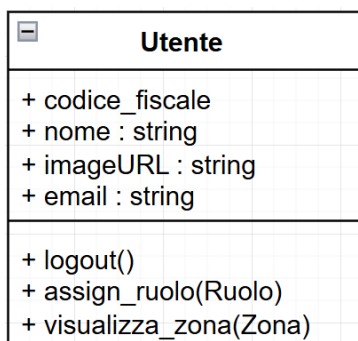 Utente
+ codice_fiscale
+ nome : string
+ imageURL : string
+ email : string
+ logout()
+ assign_ruolo(Ruolo)
+ visualizza_zona(Zona)